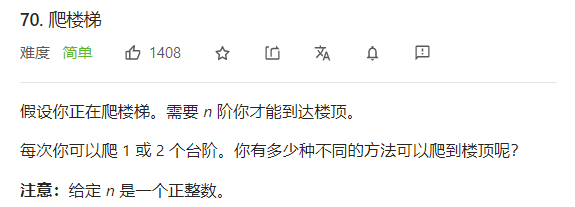 70. 爬楼梯
难度 简单 1408
假设你正在爬楼梯。需要 n 阶你才能到达楼顶。
每次你可以爬 1 或 2 个台阶。你有多少种不同的方法可以爬到楼顶呢？
注意：给定 n 是一个正整数。